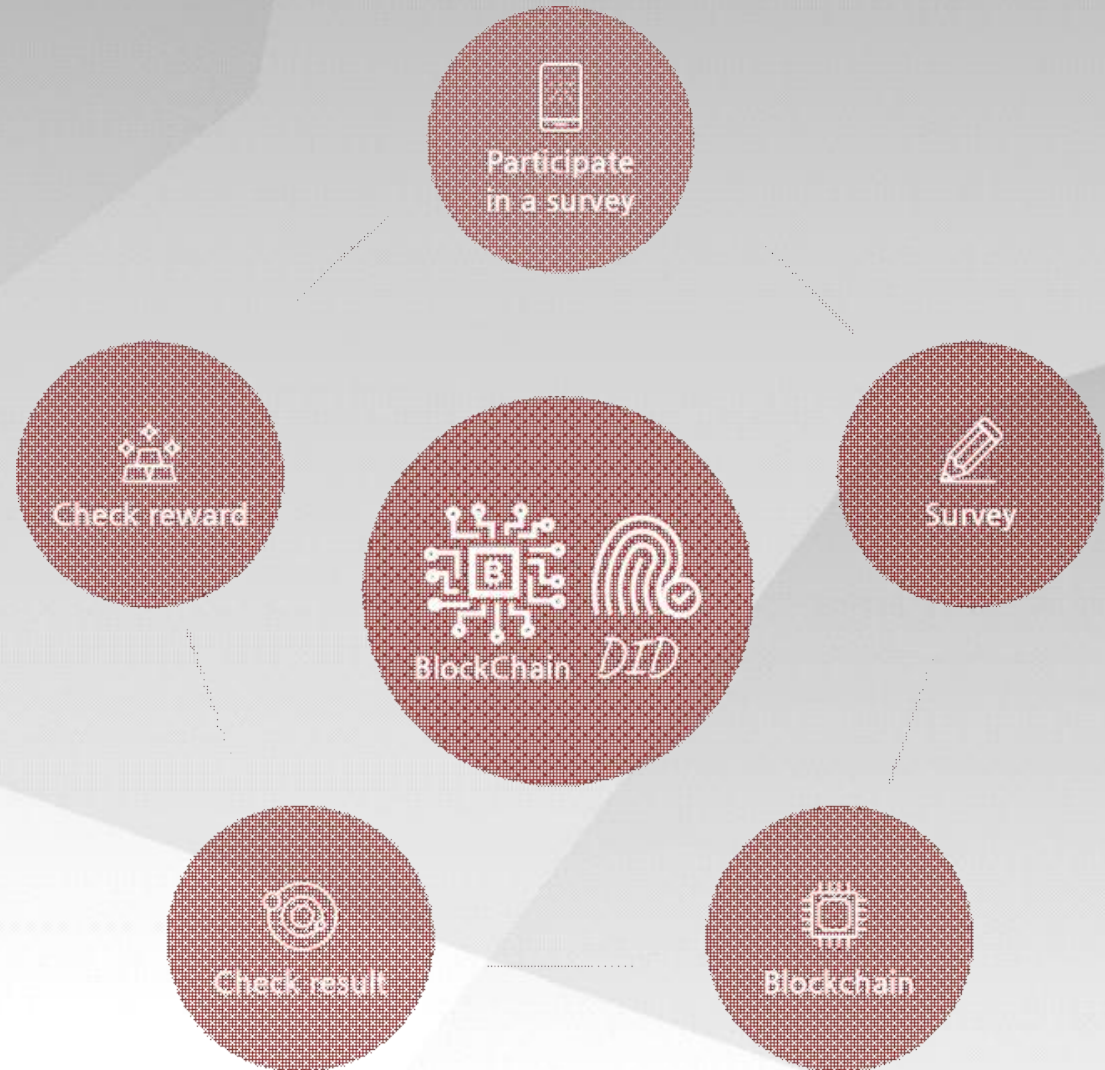 Participate
in a survey
Check reward
Survey
B
BlockChain
DID
Check result
Blockchain